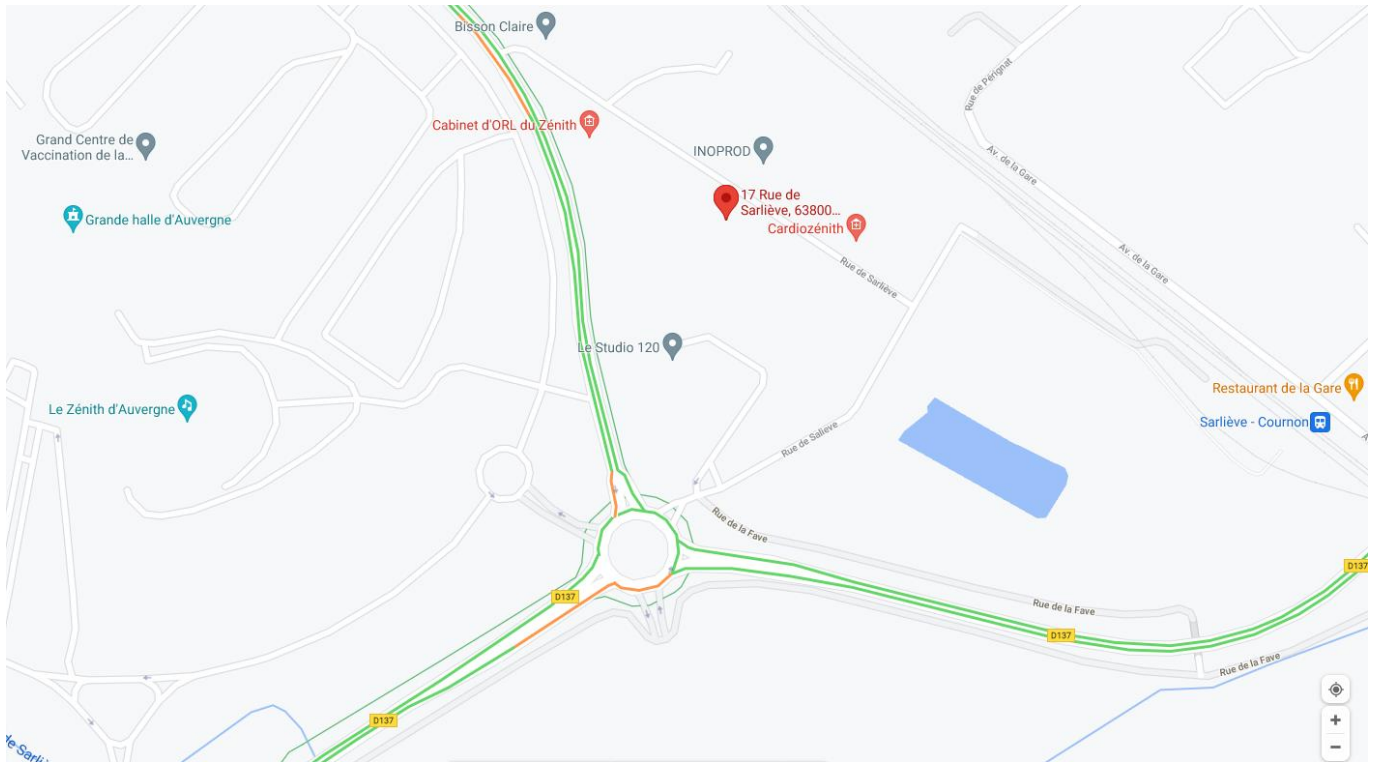 Bisson Claire
Rue de Pérignat
Cabinet d'ORL du Zénith
Grand Centre de
Vaccination de la...
INOPROD
Av. de la Gare
17 Rue de
Sarliève, 63800...
Grande halle d'Auvergne
Cardiozénith
Av. de la Gare
Rue de Sarliève
Le Studio 120
Restaurant de la Gare
Le Zénith d'Auvergne
Sarliève - Cournon
Rue de Salieve
Rue de la Fave
D137
D137
Rue de la Fave
D137
Rue de la Fave
D137
de Sarli
+
−